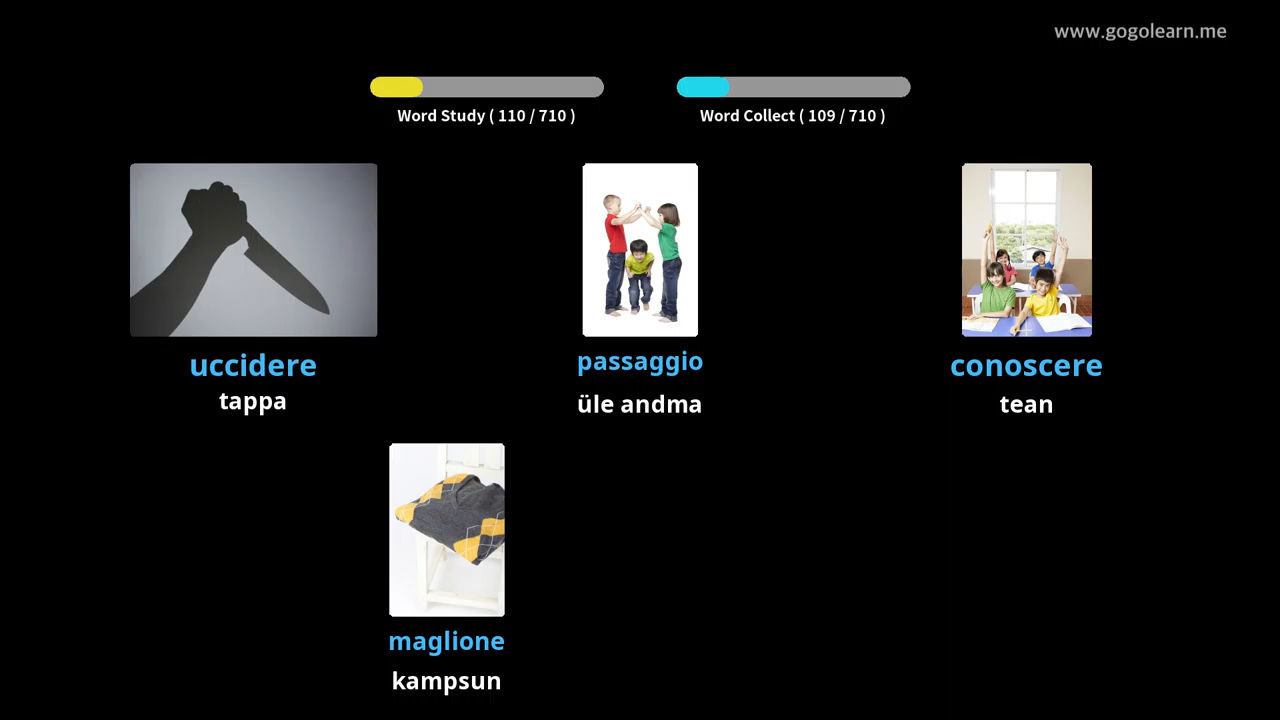 www.gogolearn.me
Word Study ( 110 / 710 )
Word Collect ( 109 / 710 )
uccidere
tappa
passaggio
üle andma
conoscere
tean
maglione
kampsun